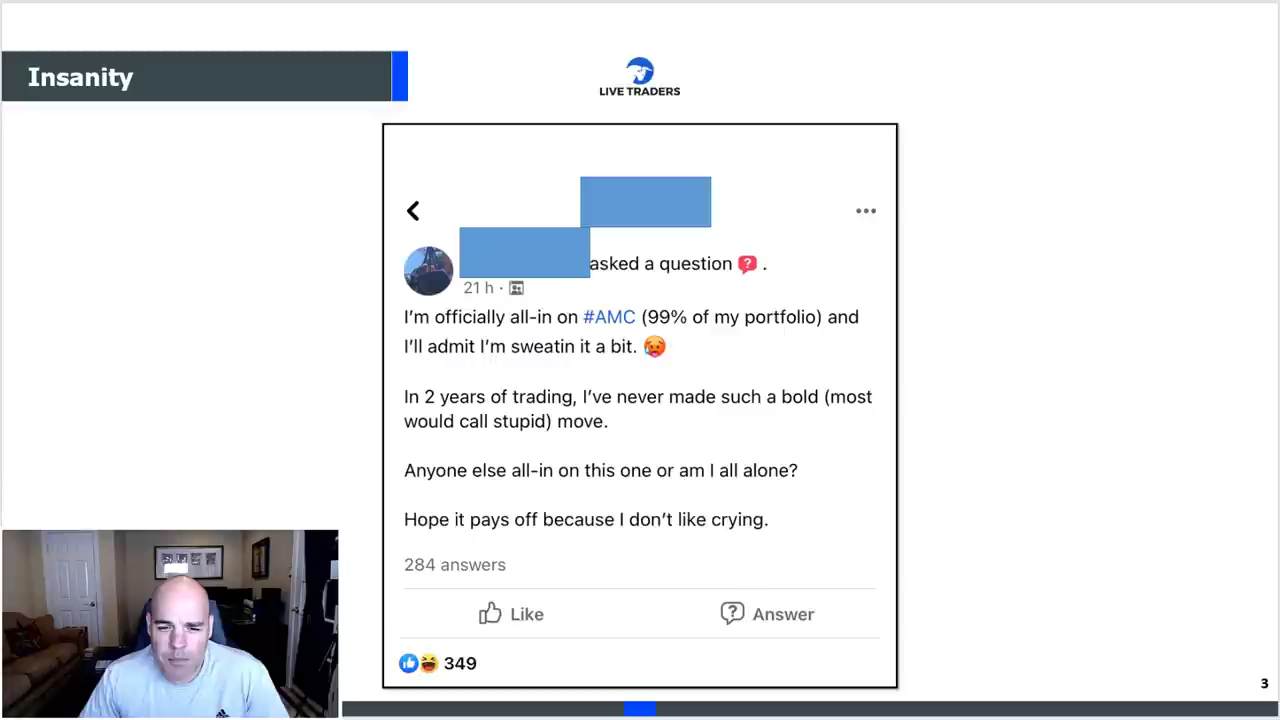 Insanity
LIVE TRADERS
asked a question .
21 h ·
I’m officially all-in on #AMC (99% of my portfolio) and
I’ll admit I’m sweatin it a bit. 🥵
In 2 years of trading, I’ve never made such a bold (most
would call stupid) move.
Anyone else all-in on this one or am I all alone?
Hope it pays off because I don’t like crying.
284 answers
Like
Answer
349
3